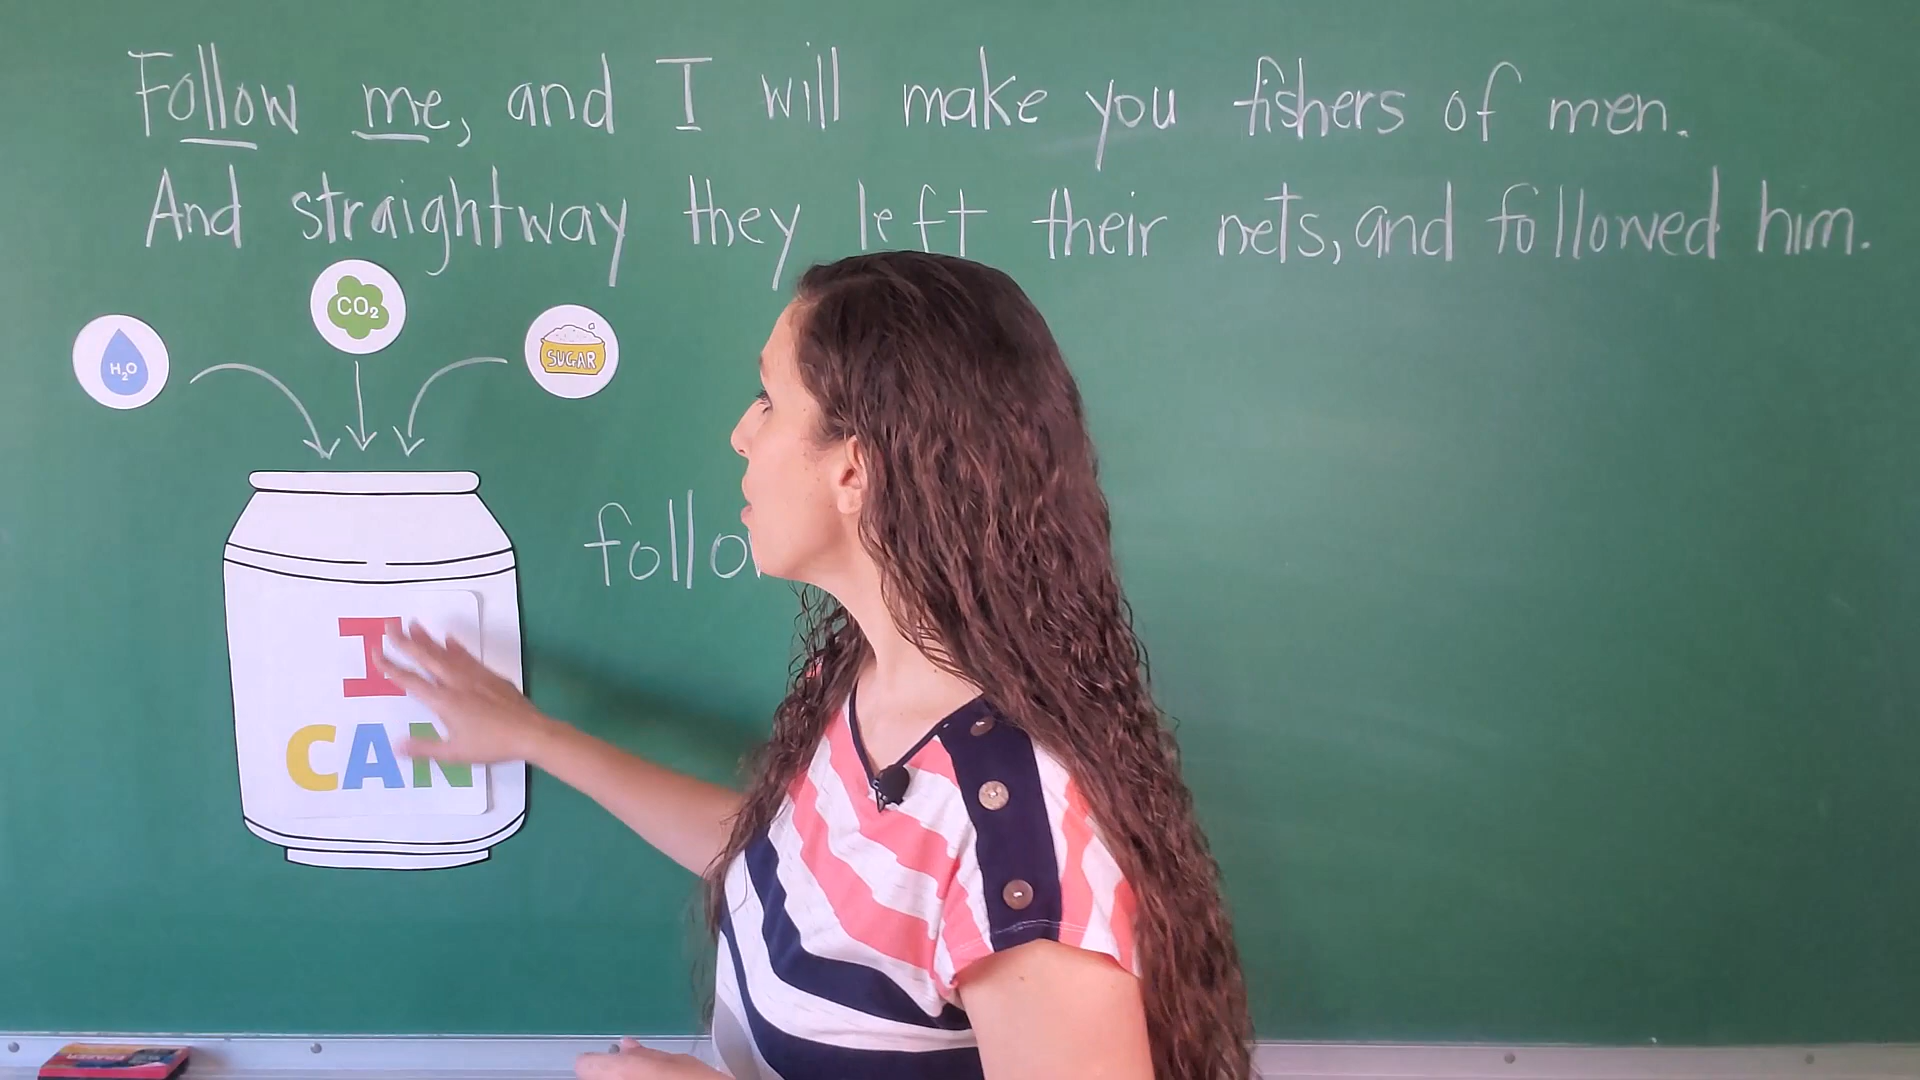 Follow me, and I will make you fishers of men.
And straightway they left their nets, and followed him.
CO₂
H₂O
SUGAR
I
CAN
ERASER